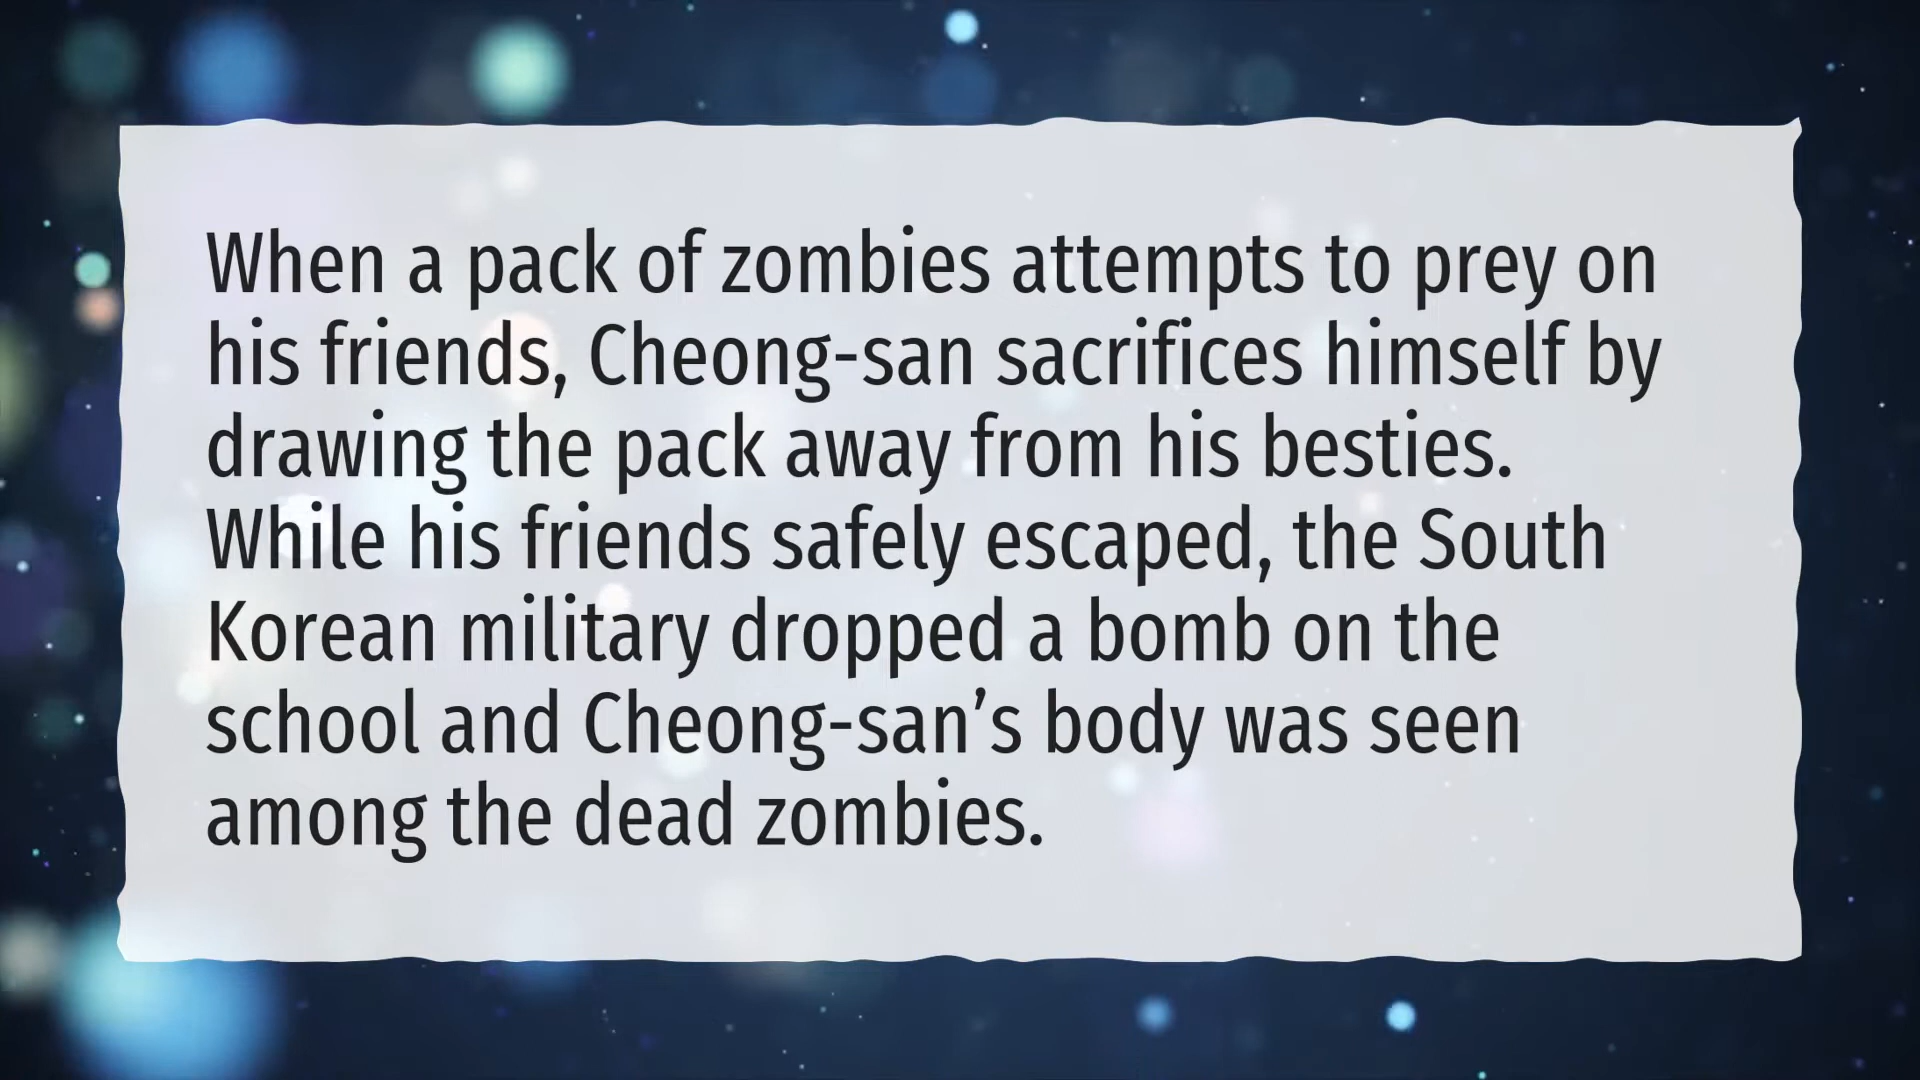 When a pack of zombies attempts to prey on
his friends, Cheong-san sacrifices himself by
drawing the pack away from his besties.
While his friends safely escaped, the South
Korean military dropped a bomb on the
school and Cheong-san’s body was seen
among the dead zombies.